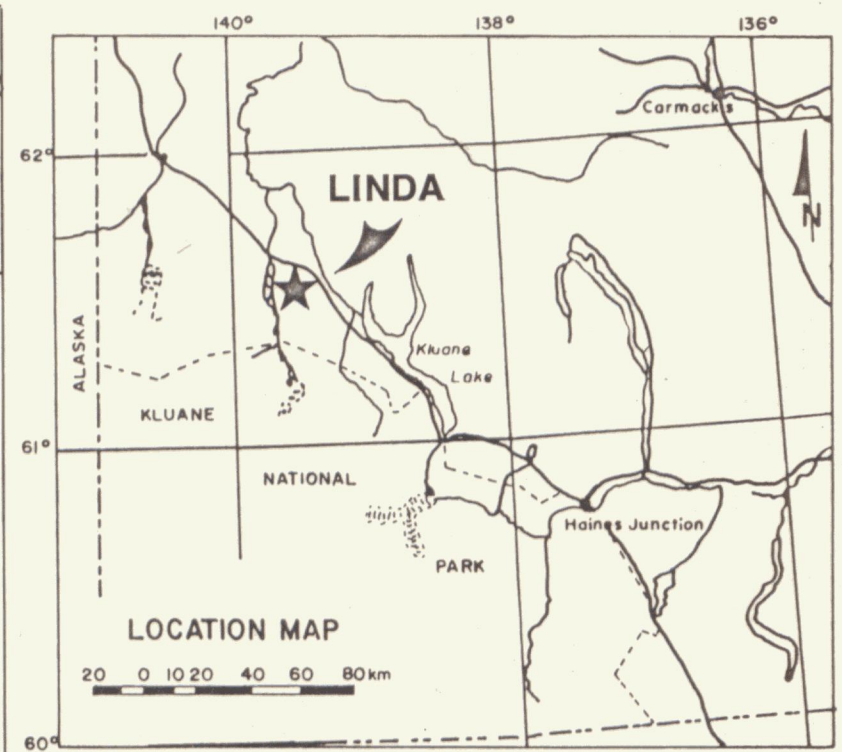 140° 138° 136°
Carmacks
62°
LINDA
N
ALASKA
Kluane
Lake
KLUANE
61°
NATIONAL
Haines Junction
PARK
LOCATION MAP
20 0 10 20 40 60 80 km
60°